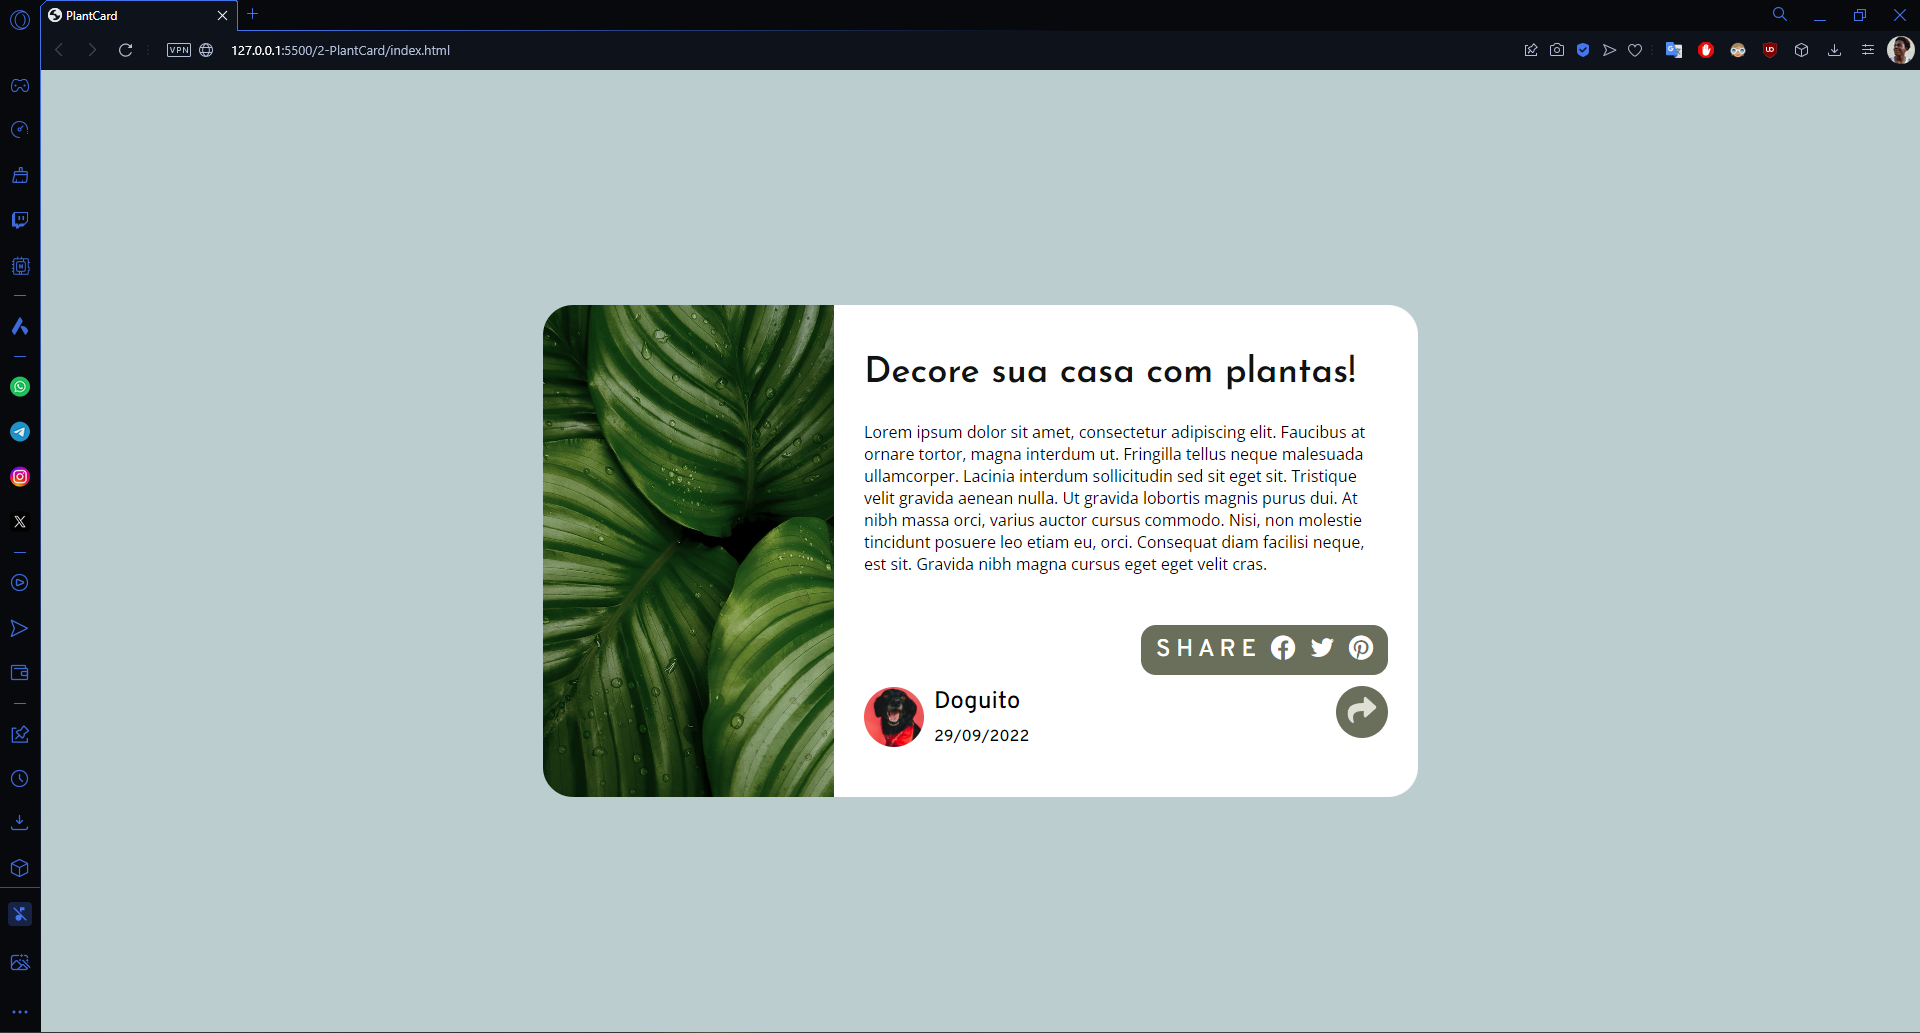 PlantCard
VPN
127.0.0.1:5500/2-PlantCard/index.html
Decore sua casa com plantas!
Lorem ipsum dolor sit amet, consectetur adipiscing elit. Faucibus at
ornare tortor, magna interdum ut. Fringilla tellus neque malesuada
ullamcorper. Lacinia interdum sollicitudin sed sit eget sit. Tristique
velit gravida aenean nulla. Ut gravida lobortis magnis purus dui. At
nibh massa orci, varius auctor cursus commodo. Nisi, non molestie
tincidunt posuere leo etiam eu, orci. Consequat diam facilisi neque,
est sit. Gravida nibh magna cursus eget eget velit cras.
SHARE
Doguito
29/09/2022